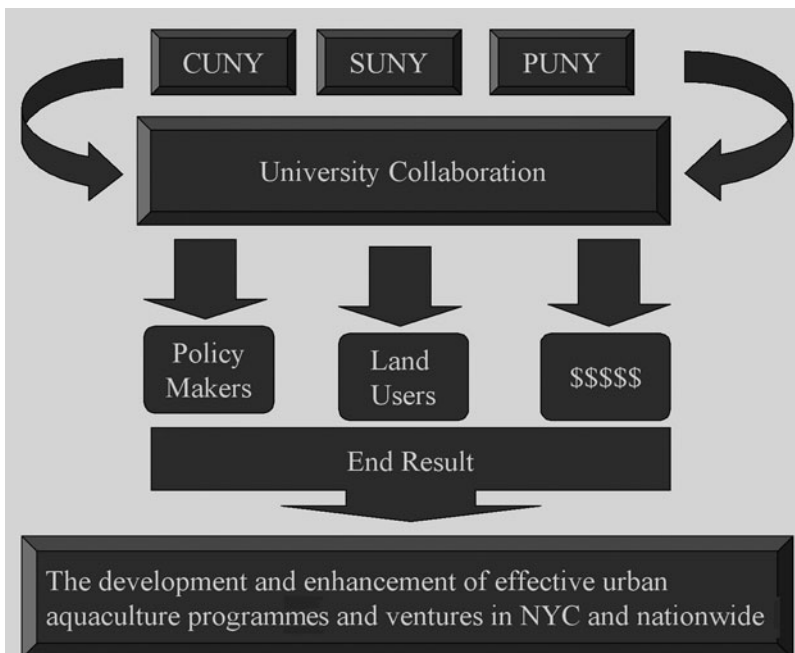 CUNY
SUNY
PUNY
University Collaboration
Policy
Makers
Land
Users
$$$$$
End Result
The development and enhancement of effective urban
aquaculture programmes and ventures in NYC and nationwide